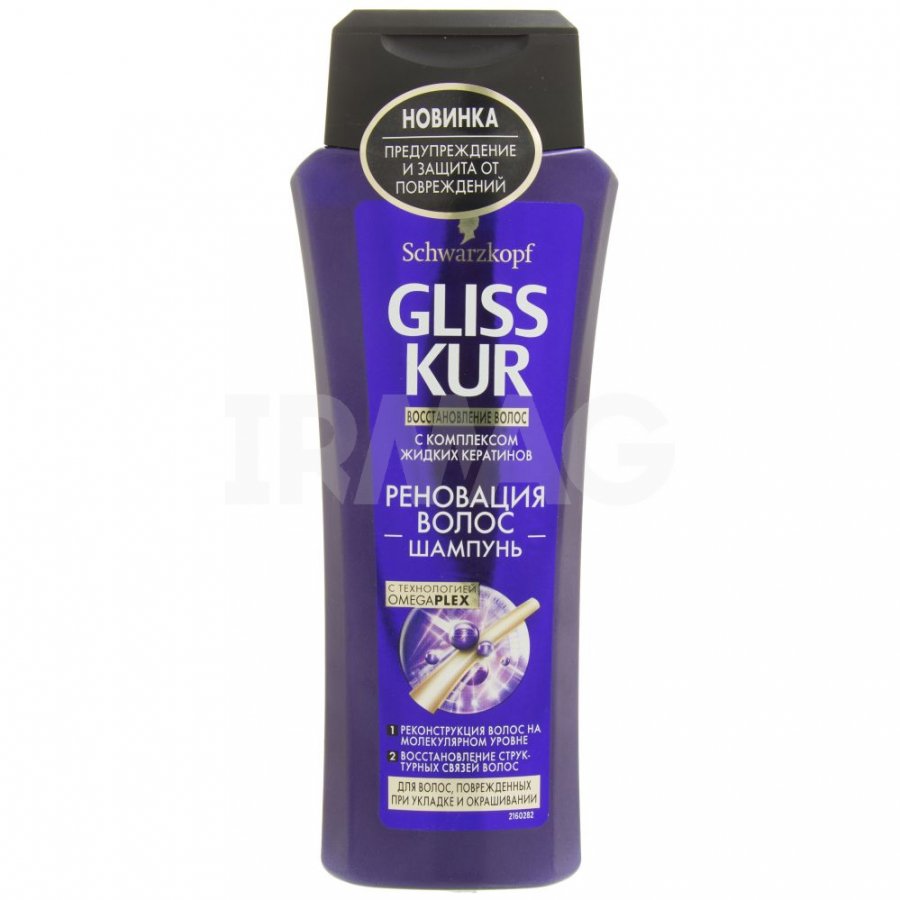 НОВИНКА
ПРЕДУПРЕЖДЕНИЕ
И ЗАЩИТА ОТ
ПОВРЕЖДЕНИЙ
Schwarzkopf
GLISS
KUR
ВОССТАНОВЛЕНИЕ ВОЛОС
С КОМПЛЕКСОМ
ЖИДКИХ КЕРАТИНОВ
IRMAG
РЕНОВАЦИЯ
ВОЛОС
ШАМПУНЬ
С ТЕХНОЛОГИЕЙ
OMEGAPLEX
1 РЕКОНСТРУКЦИЯ ВОЛОС НА
МОЛЕКУЛЯРНОМ УРОВНЕ
2 ВОССТАНОВЛЕНИЕ СТРУК-
ТУРНЫХ СВЯЗЕЙ ВОЛОС
ДЛЯ ВОЛОС, ПОВРЕЖДЕННЫХ
ПРИ УКЛАДКЕ И ОКРАШИВАНИИ
2160282